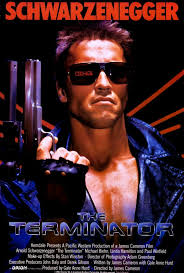 SCHWARZENEGGER
THE
TERMINATOR
Hemdale Presents A Pacific Western Production of a James Cameron Film
Arnold Schwarzenegger "The Terminator" Michael Biehn, Linda Hamilton and Paul Winfield
Make-up Effects by Stan Winston • Director of Photography Adam Greenberg
Executive Producers John Daly and Derek Gibson • Written by James Cameron with Gale Anne Hurd
Produced by Gale Anne Hurd • Directed by James Cameron
ORION